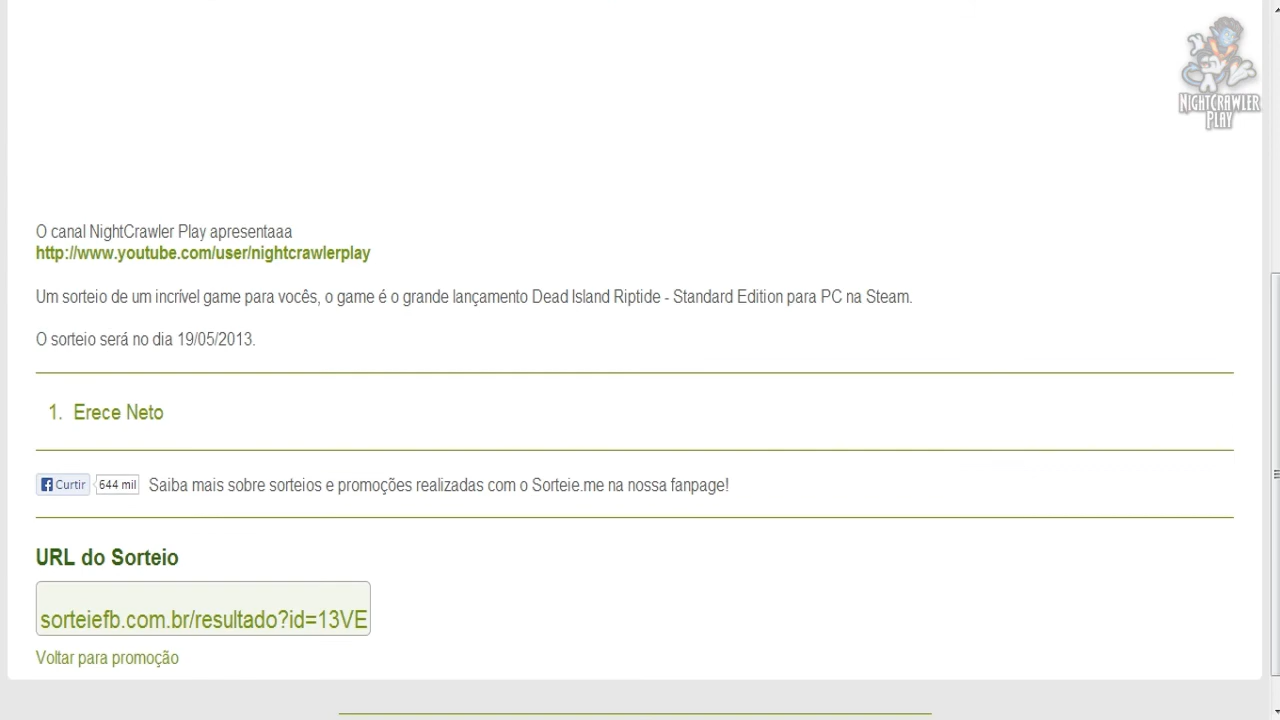 NIGHTCRAWLER
PLAY
O canal NightCrawler Play apresentaaa
http://www.youtube.com/user/nightcrawlerplay
Um sorteio de um incrível game para vocês, o game é o grande lançamento Dead Island Riptide - Standard Edition para PC na Steam.
O sorteio será no dia 19/05/2013.
1. Erece Neto
Curtir 644 mil Saiba mais sobre sorteios e promoções realizadas com o Sorteie.me na nossa fanpage!
URL do Sorteio
sorteiefb.com.br/resultado?id=13VE
Voltar para promoção